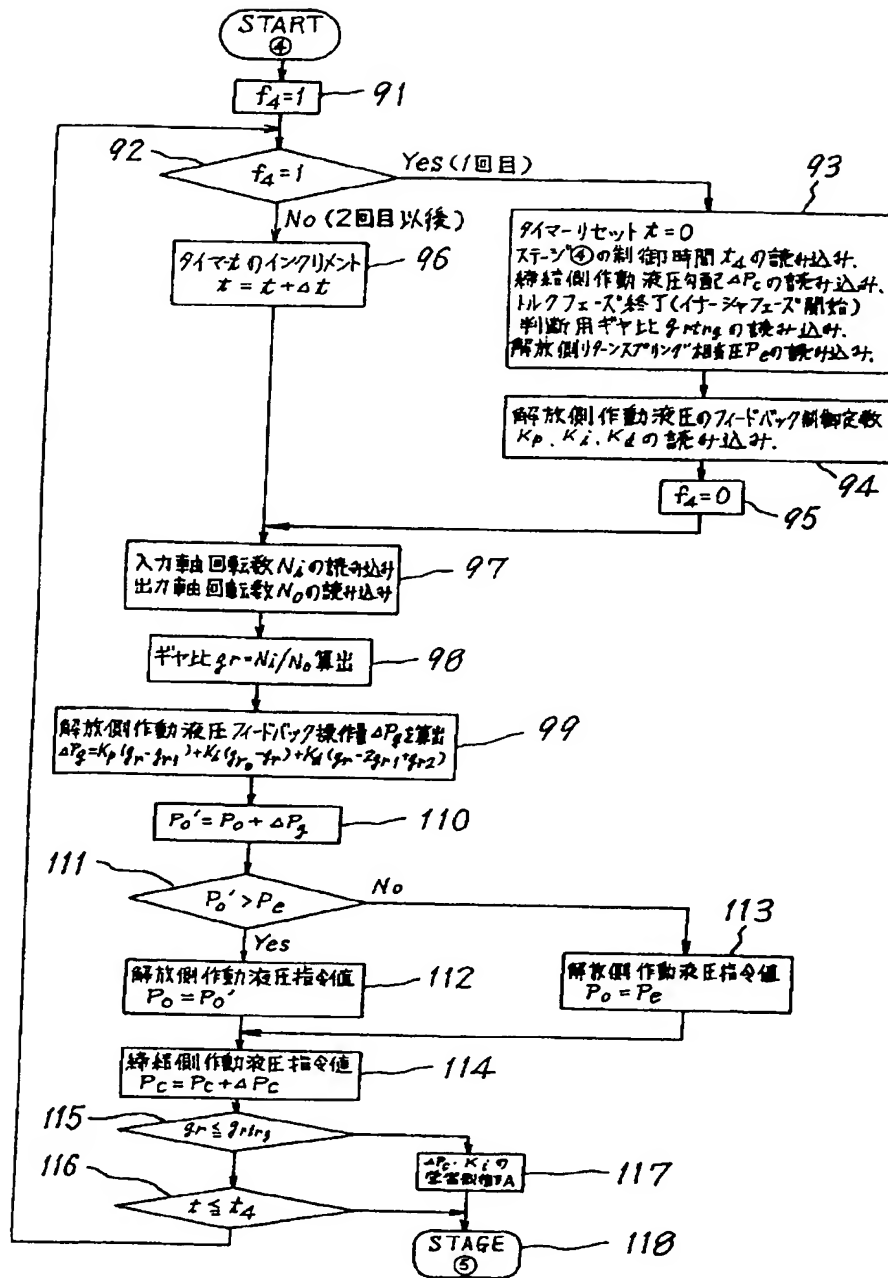 START
④
f₄=1
91
92
f₄=1
Yes (1回目)
No (2回目以後)
93
タイマーリセット t=0
ステージ④の制御時間 t₄の読み込み.
締結側作動液圧勾配 ΔPcの読み込み.
トルクフェーズ終了(イナーシャフェーズ開始)
判断用ギヤ比 grtrgの読み込み.
解放側リターンスプリング相当圧 Peの読み込み.
タイマーtのインクリメント
t = t + Δt
96
解放側作動液圧のフィードバック制御定数
Kp. Ki. Kdの読み込み.
94
f₄=0
95
入力軸回転数Niの読み込み
出力軸回転数Noの読み込み
97
ギヤ比 gr=Ni/No算出
98
解放側作動液圧フィードバック操作量 ΔPgを算出
ΔPg=Kp(gr-gr1)+Ki(gr0-gr)+Kd(gr-2gr1+gr2)
99
Po'= Po + ΔPg
110
111
Po' > Pe
No
Yes
113
解放側作動液圧指令値
Po = Po'
112
解放側作動液圧指令値
Po = Pe
締結側作動液圧指令値
Pc = Pc + ΔPc
114
115
gr ≦ grtrg
116
ΔPc・Kiの
117
t ≦ t₄
STAGE
⑤
118